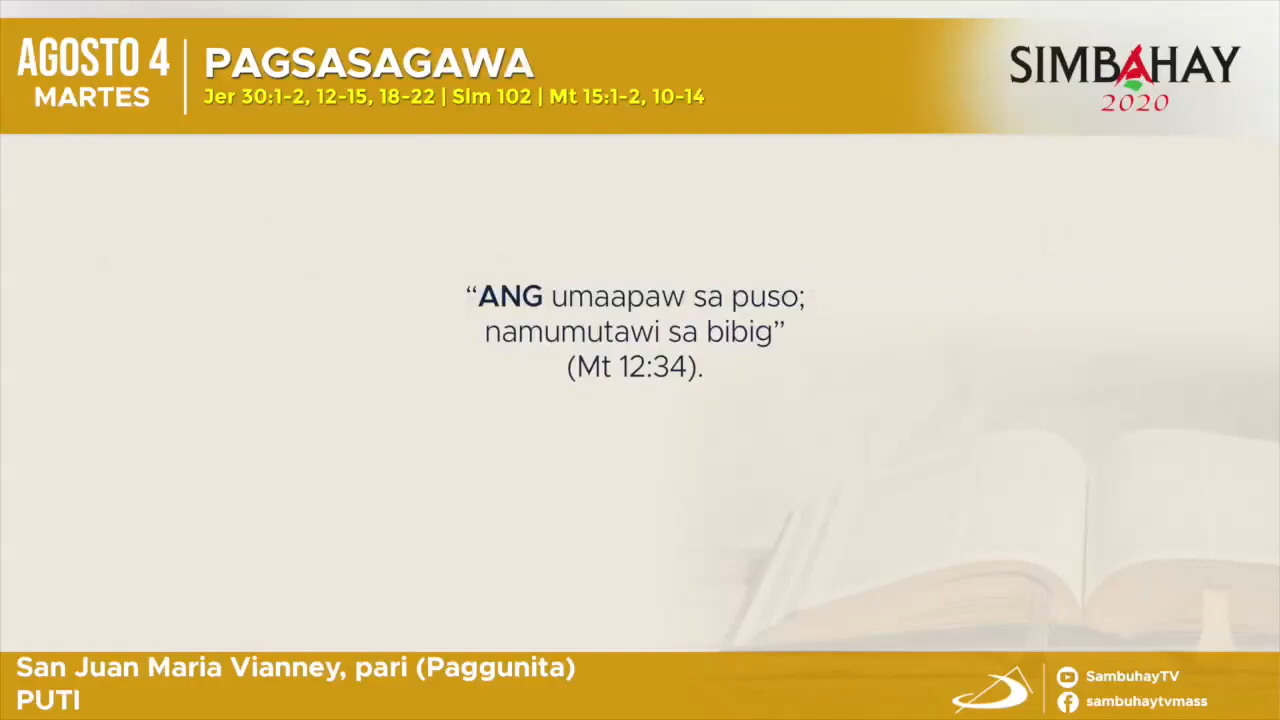 AGOSTO 4
MARTES
PAGSASAGAWA
Jer 30:1-2, 12-15, 18-22 | Slm 102 | Mt 15:1-2, 10-14
SIMBAHAY
2020
“ANG umaapaw sa puso;
namumutawi sa bibig”
(Mt 12:34).
San Juan Maria Vianney, pari (Paggunita)
PUTI
SambuhayTV
sambuhaytvmass